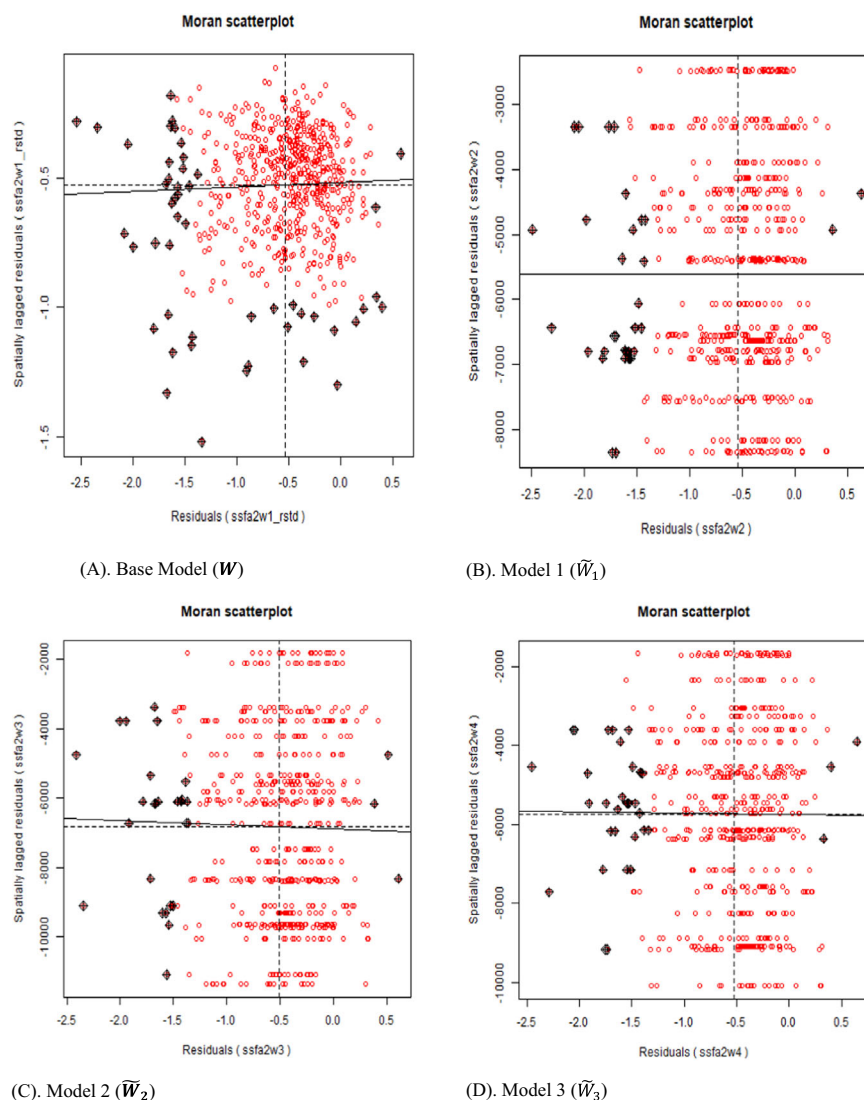 Moran scatterplot
Spatially lagged residuals ( ssfa2w1_rstd )
-0.5
-1.0
-1.5
-2.5 -2.0 -1.5 -1.0 -0.5 0.0 0.5
Residuals ( ssfa2w1_rstd )
(A). Base Model (W)
Moran scatterplot
Spatially lagged residuals ( ssfa2w2 )
-3000
-4000
-5000
-6000
-7000
-8000
-2.5 -2.0 -1.5 -1.0 -0.5 0.0 0.5
Residuals ( ssfa2w2 )
(B). Model 1 (W̃₁)
Moran scatterplot
Spatially lagged residuals ( ssfa2w3 )
-2000
-4000
-6000
-8000
-10000
-2.5 -2.0 -1.5 -1.0 -0.5 0.0 0.5
Residuals ( ssfa2w3 )
(C). Model 2 (W̃₂)
Moran scatterplot
Spatially lagged residuals ( ssfa2w4 )
-2000
-4000
-6000
-8000
-10000
-2.5 -2.0 -1.5 -1.0 -0.5 0.0 0.5
Residuals ( ssfa2w4 )
(D). Model 3 (W̃₃)